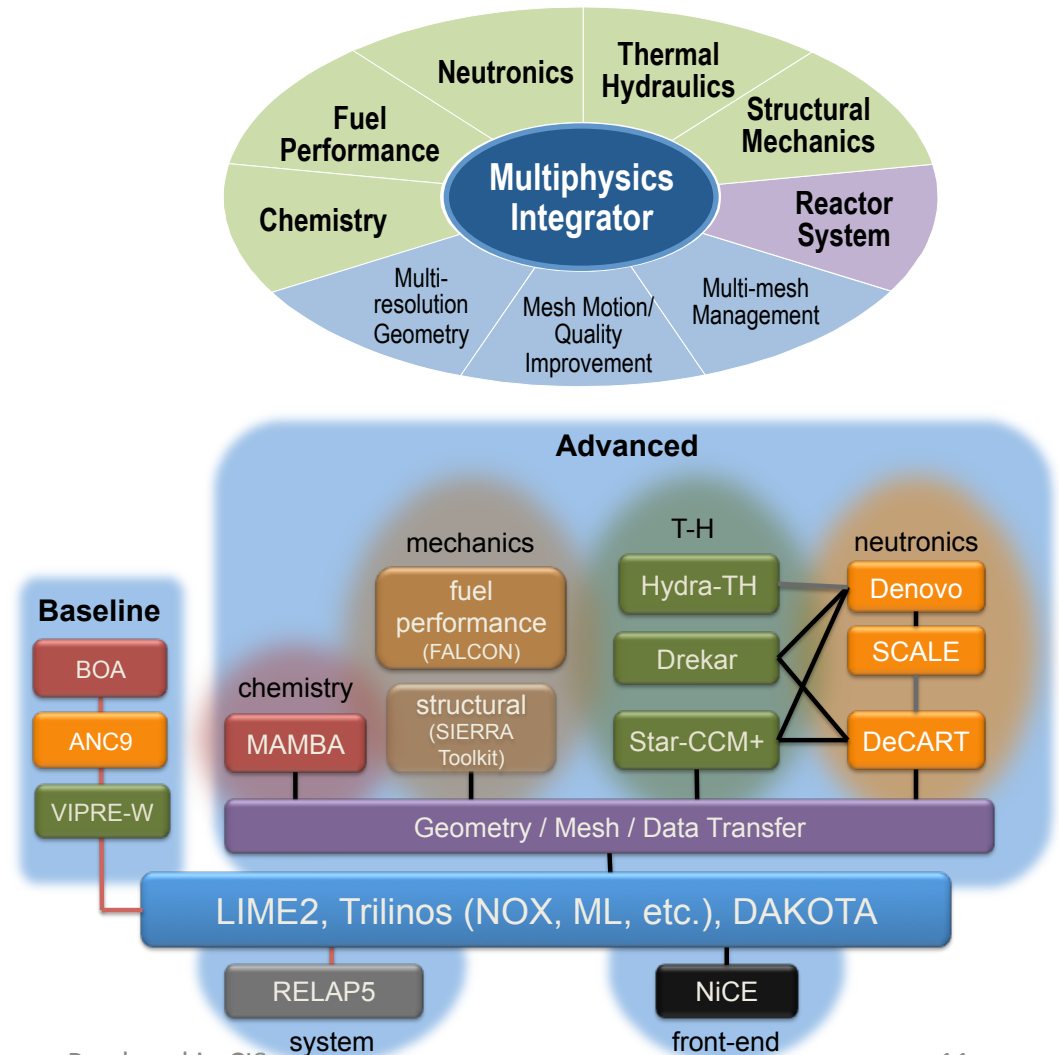 Neutronics
Thermal
Hydraulics
Fuel
Performance
Structural
Mechanics
Multiphysics
Integrator
Chemistry
Reactor
System
Multi-
resolution
Geometry
Mesh Motion/
Quality
Improvement
Multi-mesh
Management
Advanced
Baseline
BOA
ANC9
VIPRE-W
chemistry
MAMBA
mechanics
fuel
performance
(FALCON)
structural
(SIERRA
Toolkit)
T-H
Hydra-TH
Drekar
Star-CCM+
neutronics
Denovo
SCALE
DeCART
Geometry / Mesh / Data Transfer
LIME2, Trilinos (NOX, ML, etc.), DAKOTA
RELAP5
system
NiCE
front-end